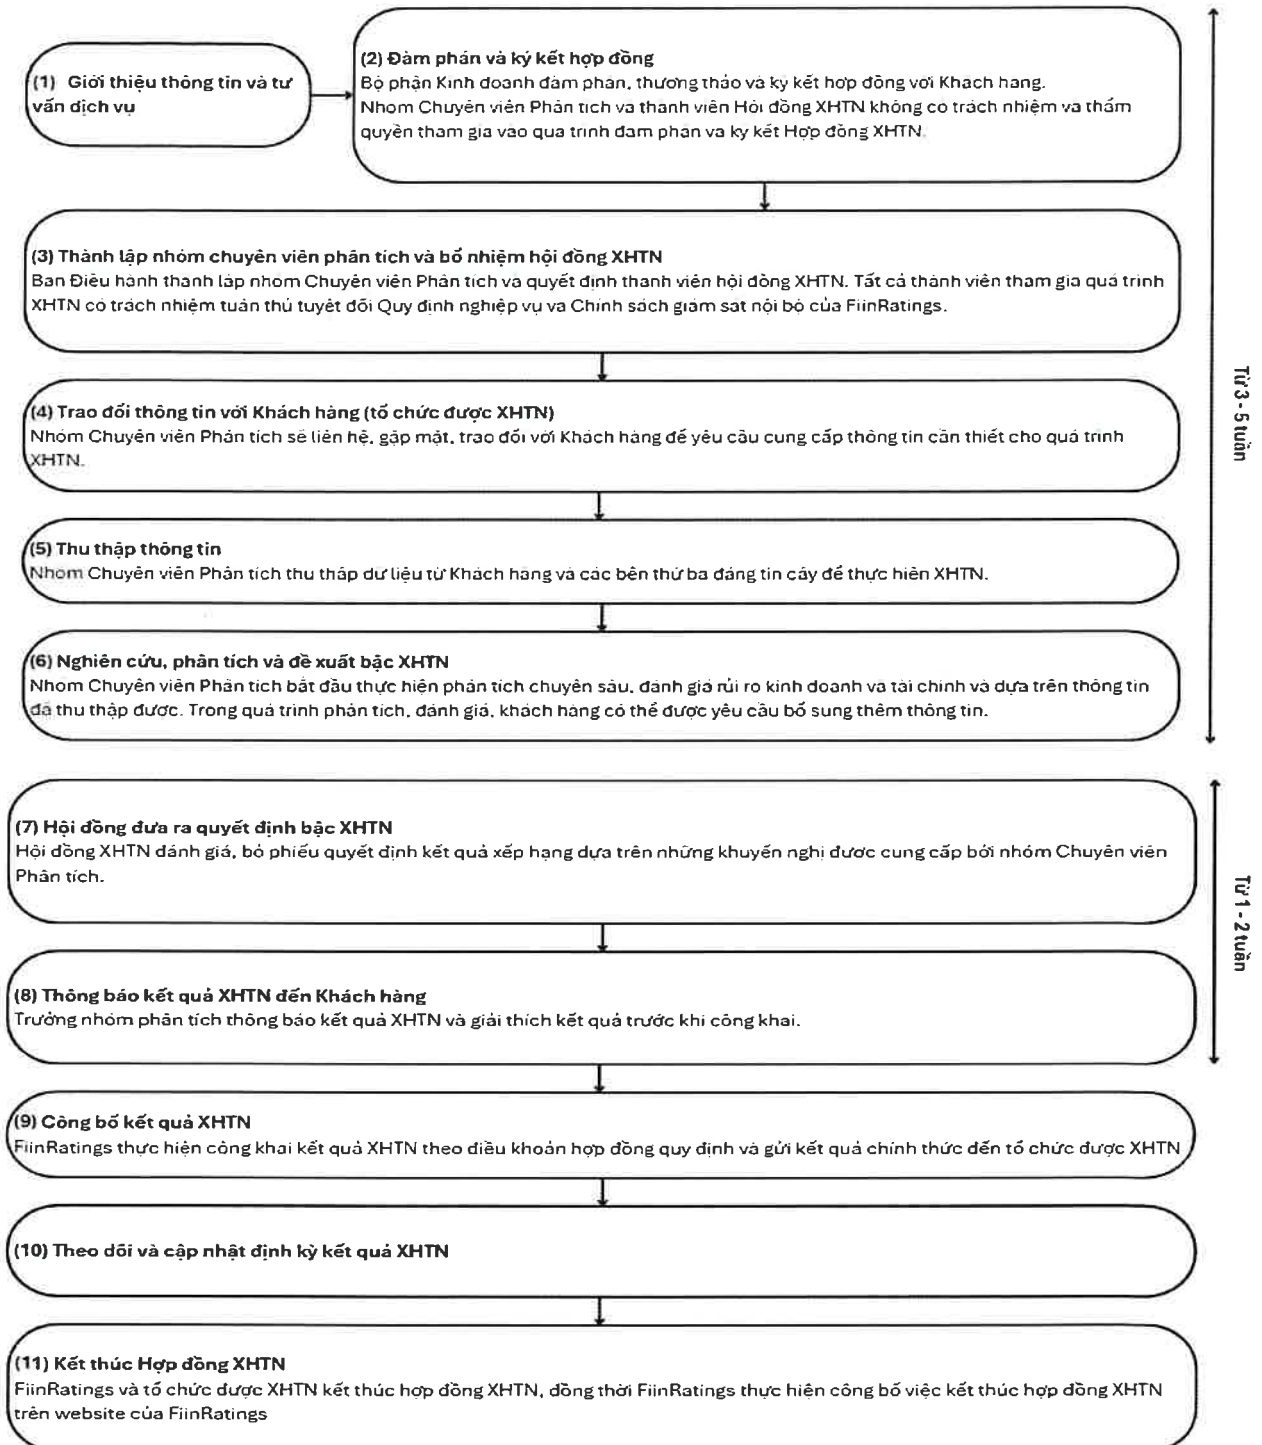 (1) Giới thiệu thông tin và tư
vấn dịch vụ
(2) Đàm phán và ký kết hợp đồng
Bộ phận Kinh doanh đàm phán, thương thảo và ký kết hợp đồng với Khách hàng.
Nhóm Chuyên viên Phân tích và thành viên Hội đồng XHTN không có trách nhiệm và thẩm
quyền tham gia vào quá trình đàm phán và ký kết Hợp đồng XHTN.
(3) Thành lập nhóm chuyên viên phân tích và bổ nhiệm hội đồng XHTN
Ban Điều hành thành lập nhóm Chuyên viên Phân tích và quyết định thành viên hội đồng XHTN. Tất cả thành viên tham gia quá trình
XHTN có trách nhiệm tuân thủ tuyệt đối Quy định nghiệp vụ và Chính sách giám sát nội bộ của FiinRatings.
(4) Trao đổi thông tin với Khách hàng (tổ chức được XHTN)
Nhóm Chuyên viên Phân tích sẽ liên hệ, gặp mặt, trao đổi với Khách hàng để yêu cầu cung cấp thông tin cần thiết cho quá trình
XHTN.
(5) Thu thập thông tin
Nhóm Chuyên viên Phân tích thu thập dữ liệu từ Khách hàng và các bên thứ ba đáng tin cậy để thực hiện XHTN.
(6) Nghiên cứu, phân tích và đề xuất bậc XHTN
Nhóm Chuyên viên Phân tích bắt đầu thực hiện phân tích chuyên sâu, đánh giá rủi ro kinh doanh và tài chính và dựa trên thông tin
đã thu thập được. Trong quá trình phân tích, đánh giá, khách hàng có thể được yêu cầu bổ sung thêm thông tin.
Từ 3 - 5 tuần
(7) Hội đồng đưa ra quyết định bậc XHTN
Hội đồng XHTN đánh giá, bỏ phiếu quyết định kết quả xếp hạng dựa trên những khuyến nghị được cung cấp bởi nhóm Chuyên viên
Phân tích.
(8) Thông báo kết quả XHTN đến Khách hàng
Trưởng nhóm phân tích thông báo kết quả XHTN và giải thích kết quả trước khi công khai.
Từ 1 - 2 tuần
(9) Công bố kết quả XHTN
FiinRatings thực hiện công khai kết quả XHTN theo điều khoản hợp đồng quy định và gửi kết quả chính thức đến tổ chức được XHTN
(10) Theo dõi và cập nhật định kỳ kết quả XHTN
(11) Kết thúc Hợp đồng XHTN
FiinRatings và tổ chức được XHTN kết thúc hợp đồng XHTN, đồng thời FiinRatings thực hiện công bố việc kết thúc hợp đồng XHTN
trên website của FiinRatings